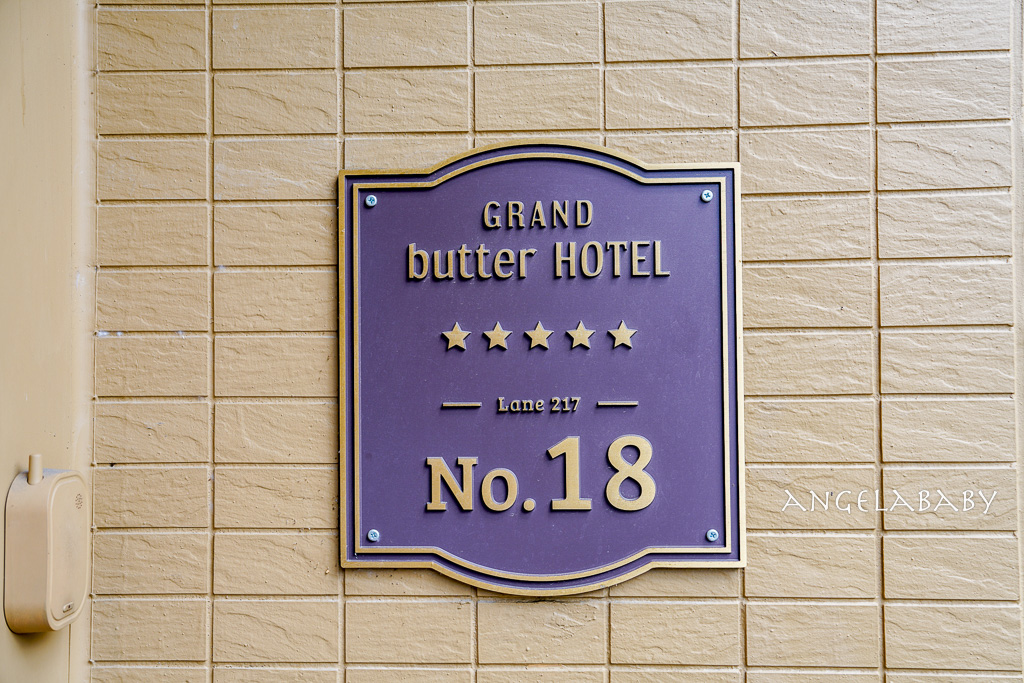 GRAND
butter HOTEL
Lane 217
No.18
ANGELABABY